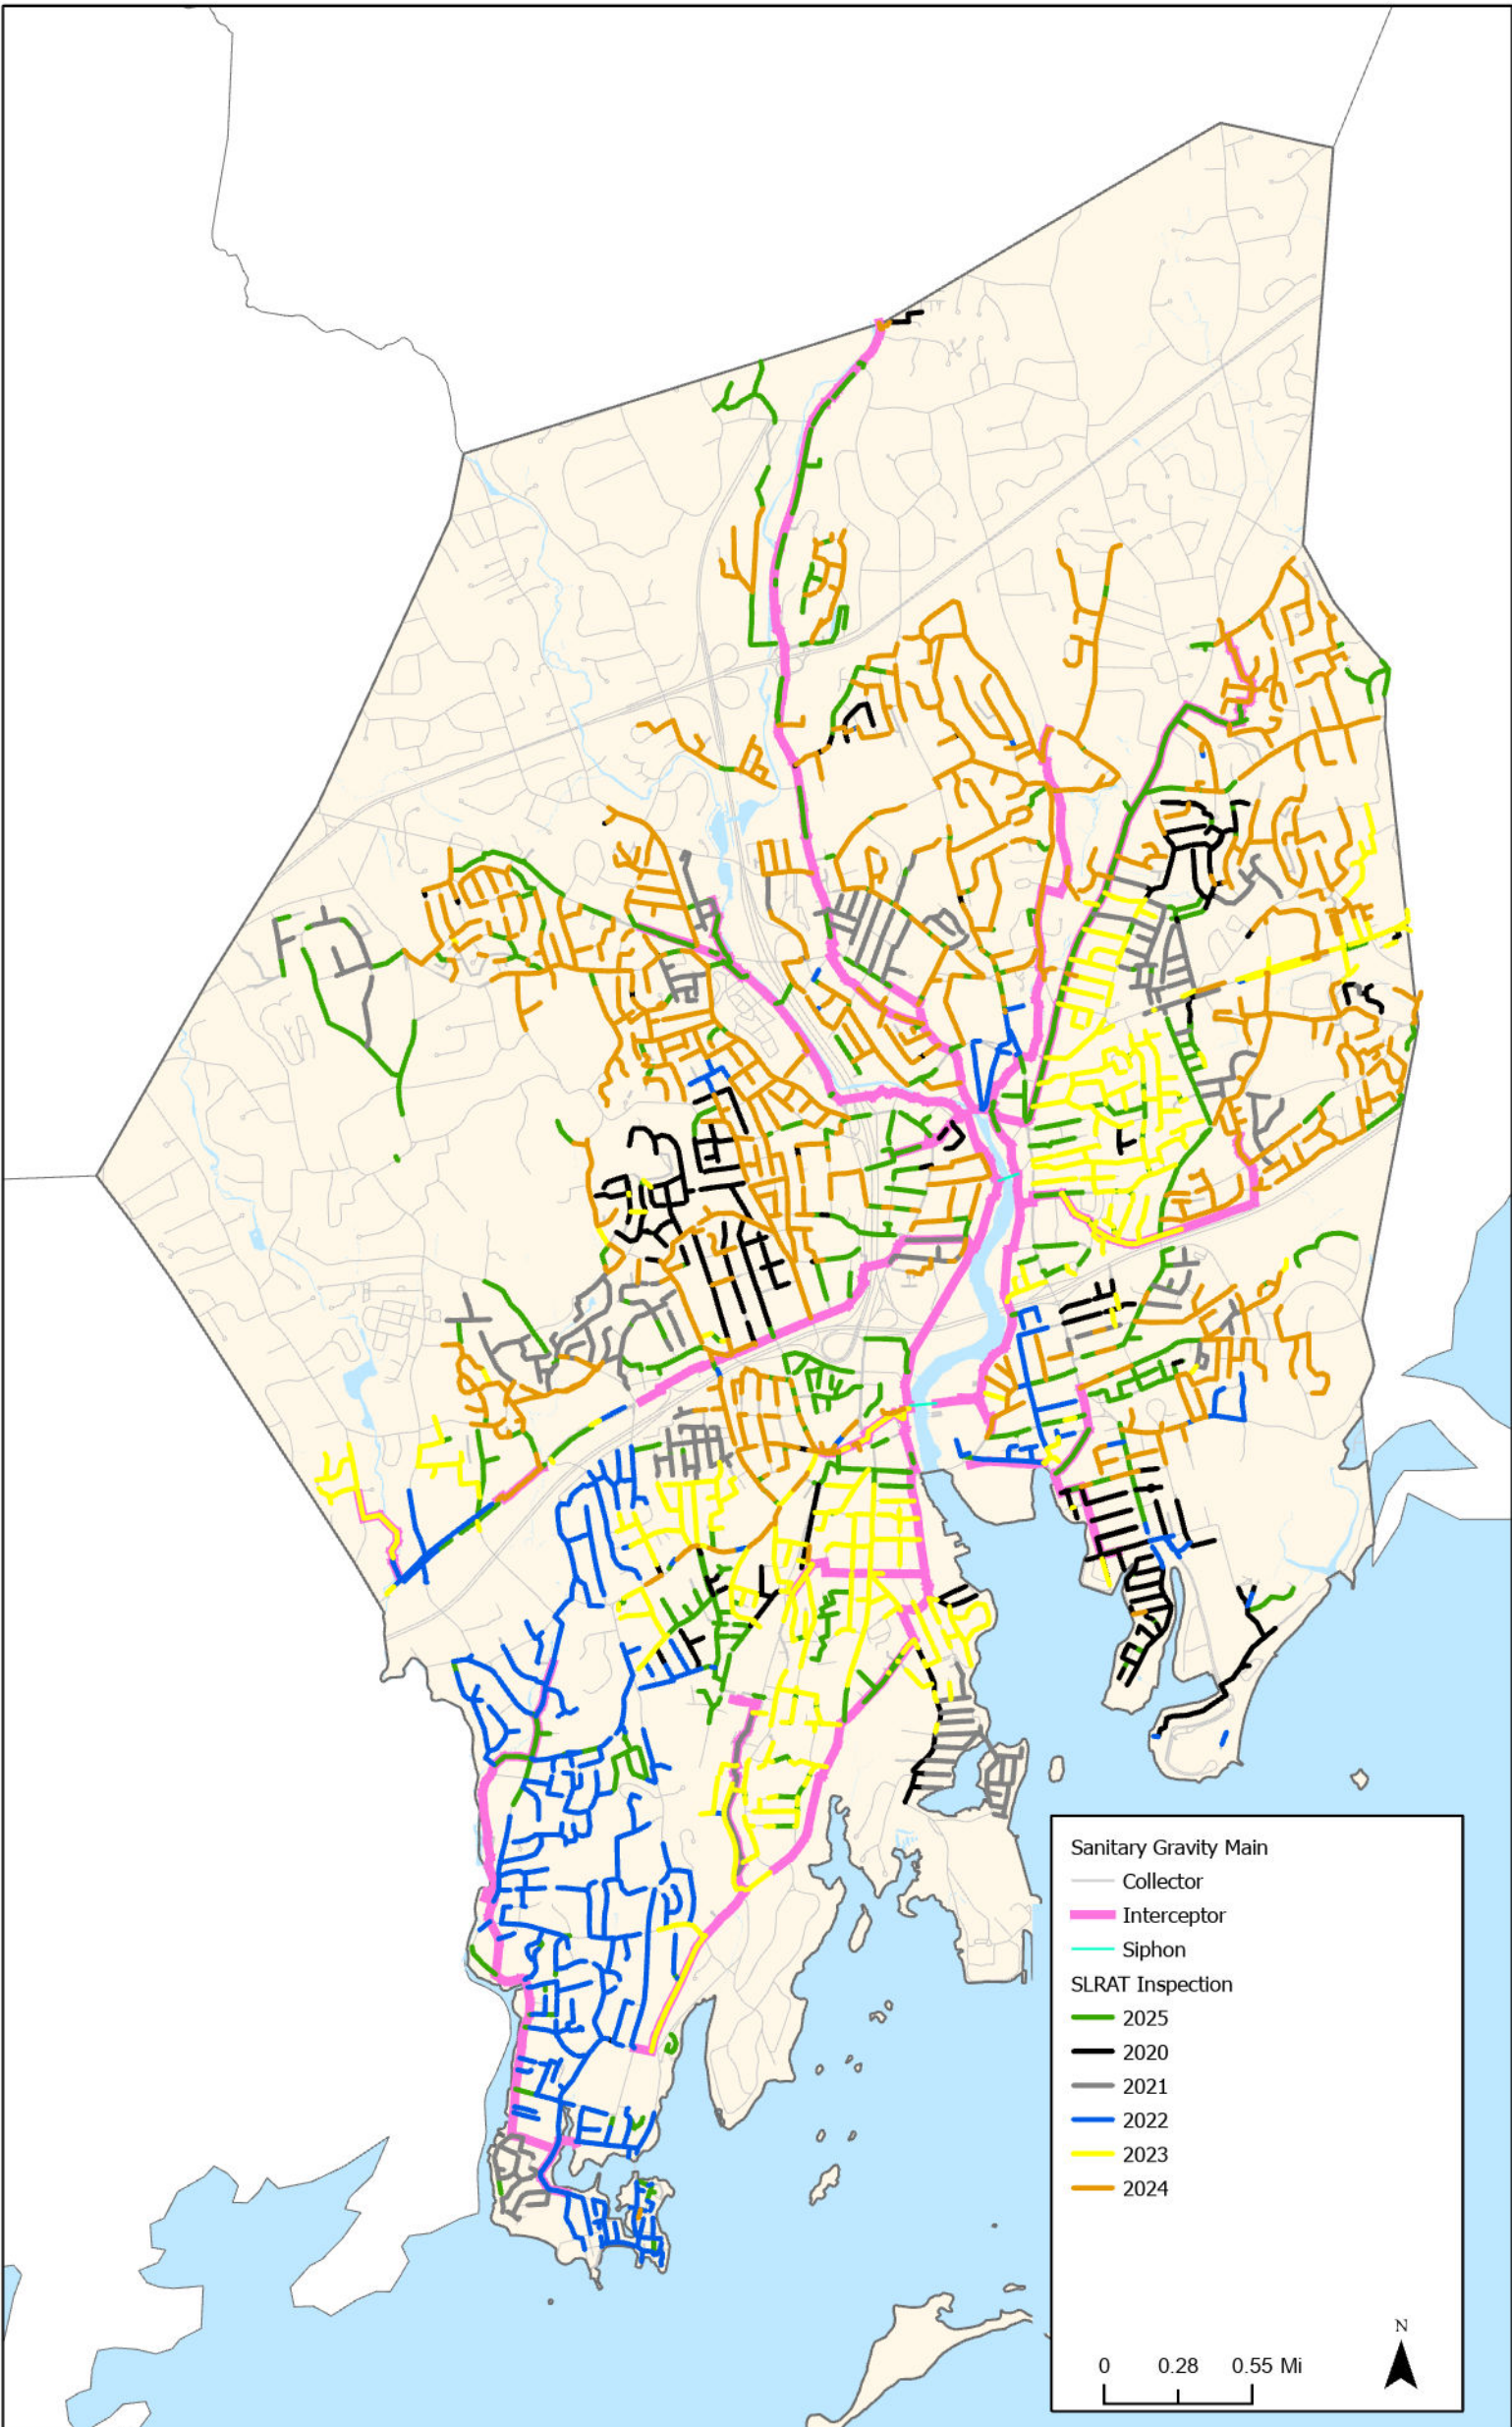 Sanitary Gravity Main
Collector
Interceptor
Siphon
SLRAT Inspection
2025
2020
2021
2022
2023
2024
N
0 0.28 0.55 Mi